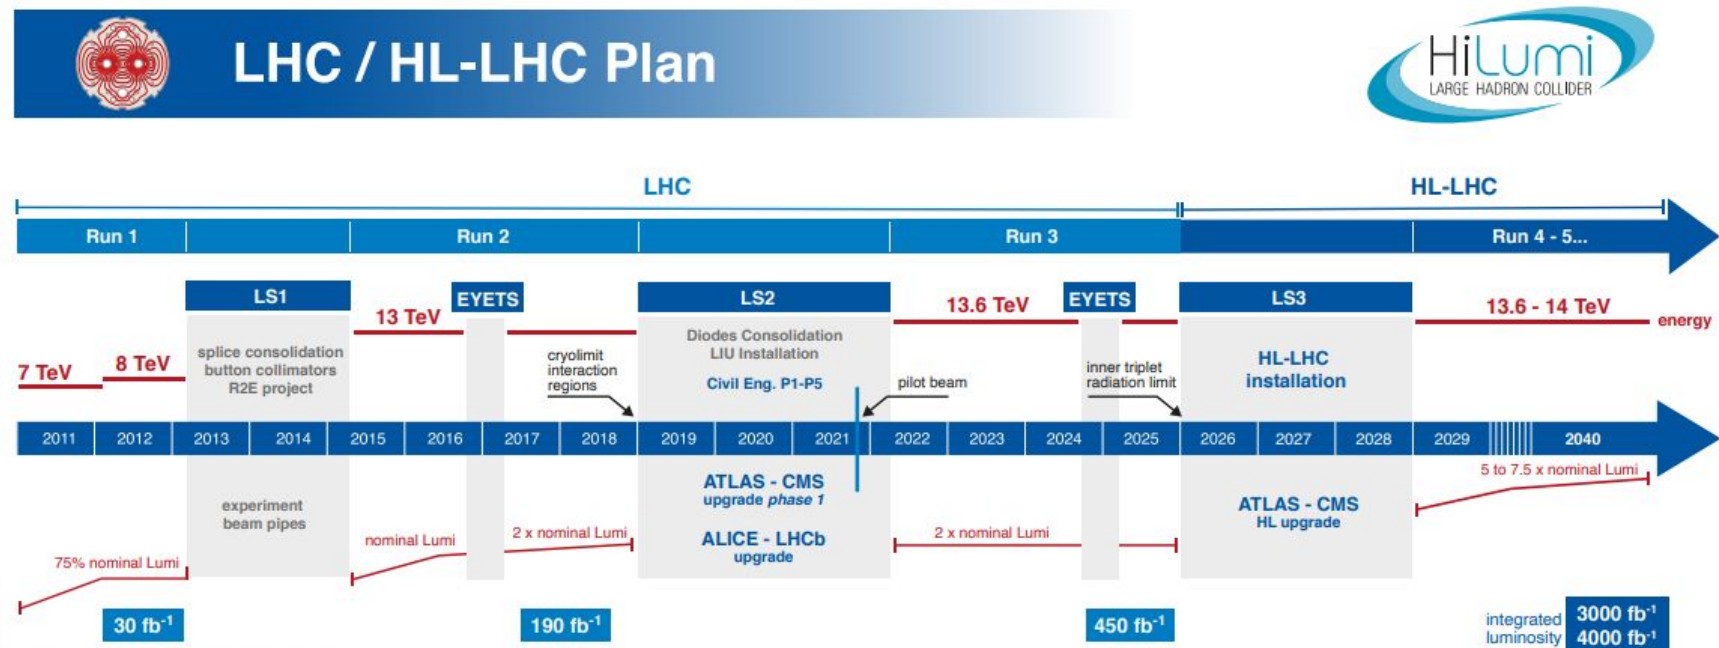 LHC / HL-LHC Plan
HiLumi
LARGE HADRON COLLIDER
LHC
HL-LHC
Run 1
Run 2
Run 3
Run 4 - 5...
LS1
EYETS
LS2
EYETS
LS3
13 TeV
13.6 TeV
13.6 - 14 TeV
energy
7 TeV
8 TeV
splice consolidation
button collimators
R2E project
cryolimit
interaction
regions
Diodes Consolidation
LIU Installation
Civil Eng. P1-P5
pilot beam
inner triplet
radiation limit
HL-LHC
installation
2011
2012
2013
2014
2015
2016
2017
2018
2019
2020
2021
2022
2023
2024
2025
2026
2027
2028
2029
2040
5 to 7.5 x nominal Lumi
experiment
beam pipes
ATLAS - CMS
upgrade phase 1
ALICE - LHCb
upgrade
ATLAS - CMS
HL upgrade
75% nominal Lumi
nominal Lumi
2 x nominal Lumi
2 x nominal Lumi
30 fb⁻¹
190 fb⁻¹
450 fb⁻¹
integrated
luminosity
3000 fb⁻¹
4000 fb⁻¹